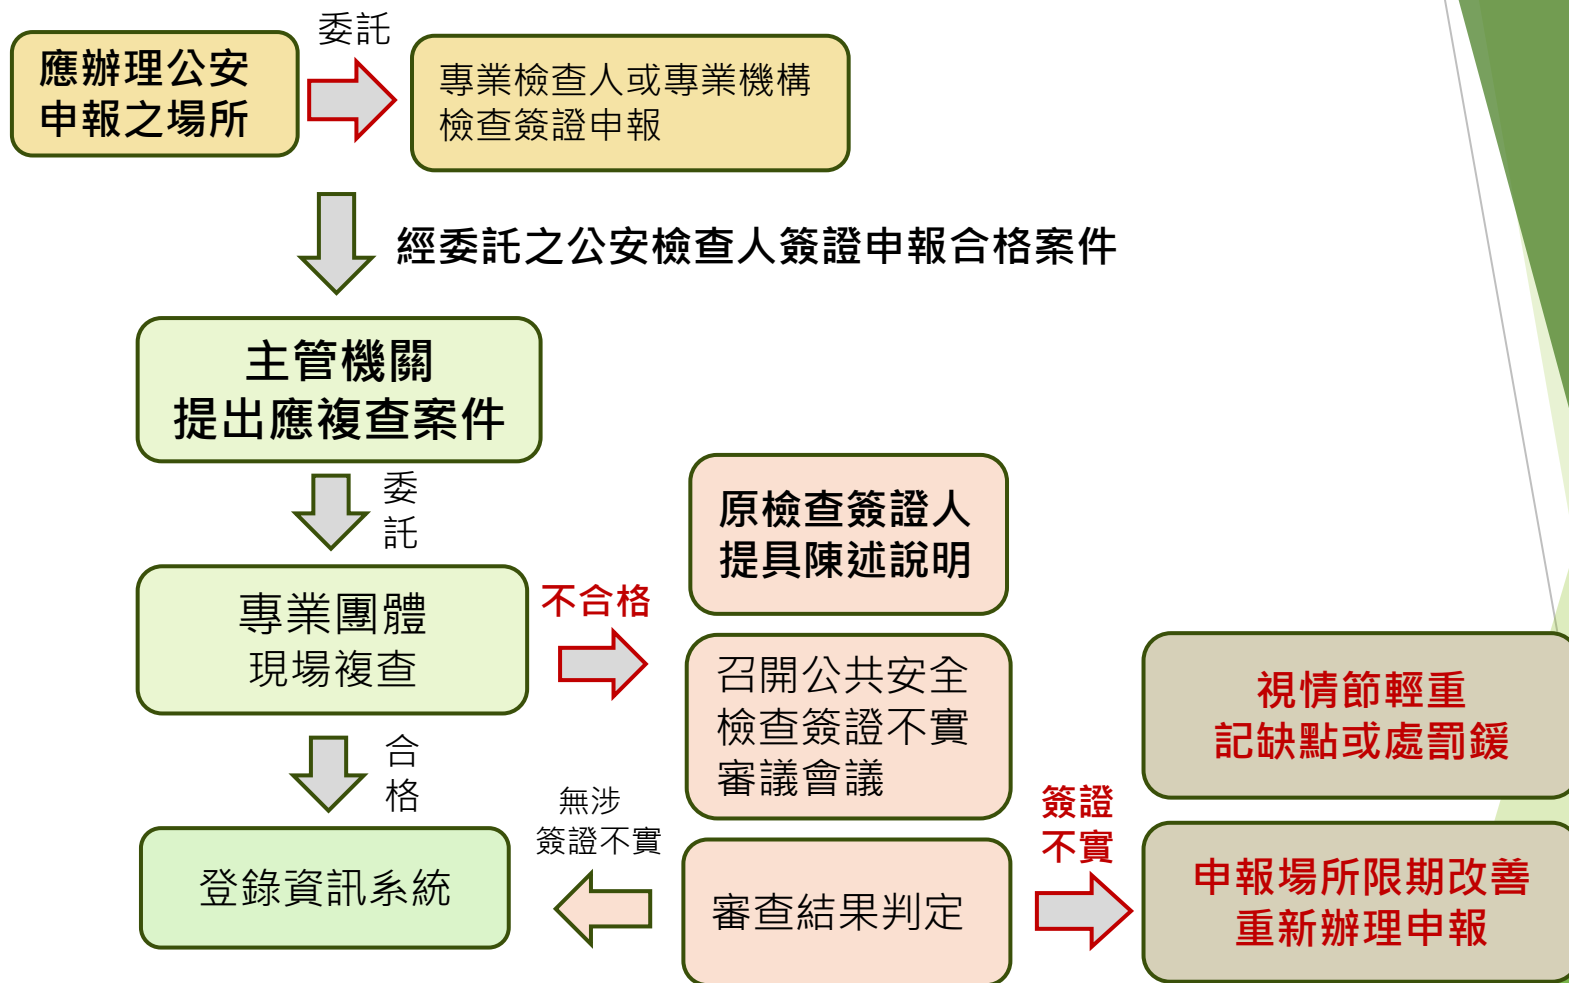 委託
應辦理公安
申報之場所
專業檢查人或專業機構
檢查簽證申報
經委託之公安檢查人簽證申報合格案件
主管機關
提出應複查案件
委
託
專業團體
現場複查
不合格
原檢查簽證人
提具陳述說明
召開公共安全
檢查簽證不實
審議會議
視情節輕重
記缺點或處罰鍰
合
格
登錄資訊系統
無涉
簽證不實
審查結果判定
簽證
不實
申報場所限期改善
重新辦理申報